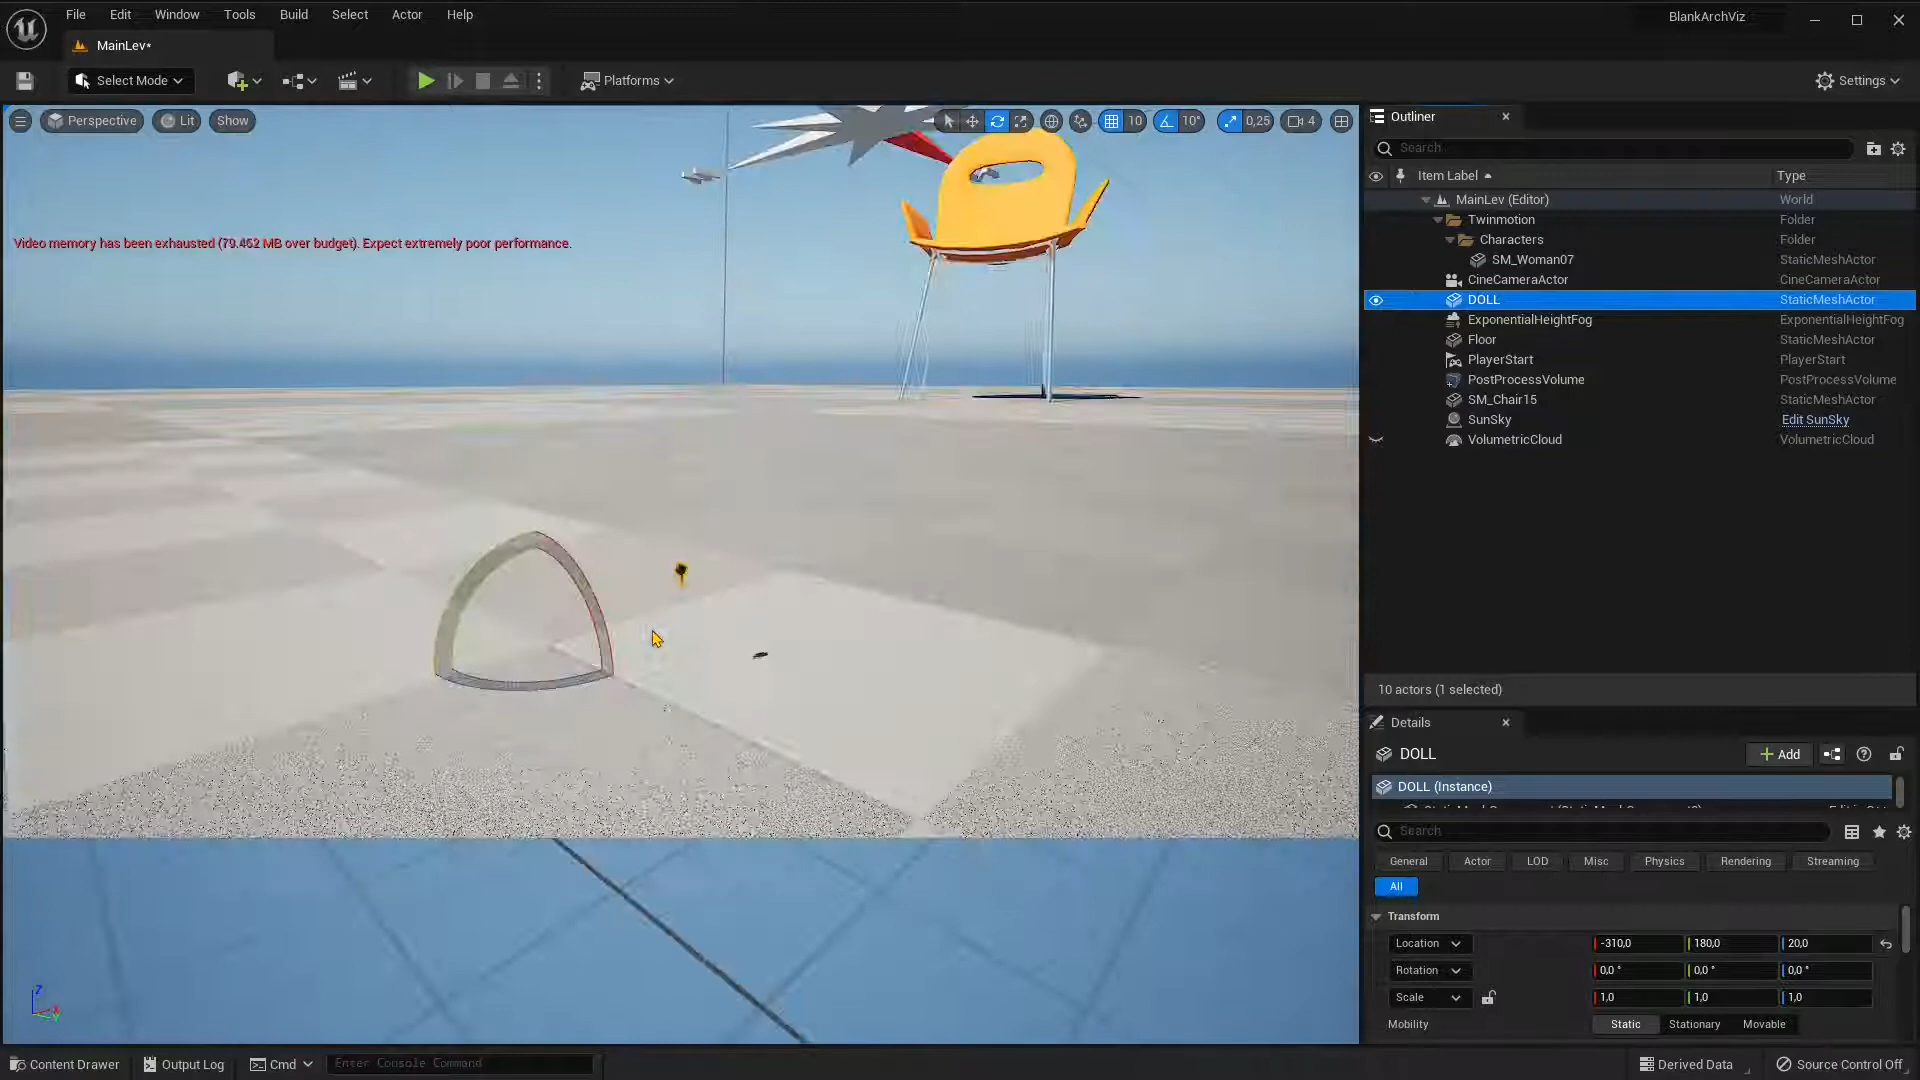 File Edit Window Tools Build Select Actor Help
BlankArchViz
MainLev*
Select Mode
Platforms
Settings
Perspective Lit Show
10 10° 0,25 4
Video memory has been exhausted (79.462 MB over budget). Expect extremely poor performance.
Outliner
Search
Item Label Type
MainLev (Editor) World
Twinmotion Folder
Characters Folder
SM_Woman07 StaticMeshActor
CineCameraActor CineCameraActor
DOLL StaticMeshActor
ExponentialHeightFog ExponentialHeightFog
Floor StaticMeshActor
PlayerStart PlayerStart
PostProcessVolume PostProcessVolume
SM_Chair15 StaticMeshActor
SunSky Edit SunSky
VolumetricCloud VolumetricCloud
10 actors (1 selected)
Details
DOLL
Add
DOLL (Instance)
Search
General Actor LOD Misc Physics Rendering Streaming
All
Transform
Location -310,0 180,0 20,0
Rotation 0,0 ° 0,0 ° 0,0 °
Scale 1,0 1,0 1,0
Mobility Static Stationary Movable
Z X Y
Content Drawer Output Log Cmd Enter Console Command
Derived Data Source Control Off